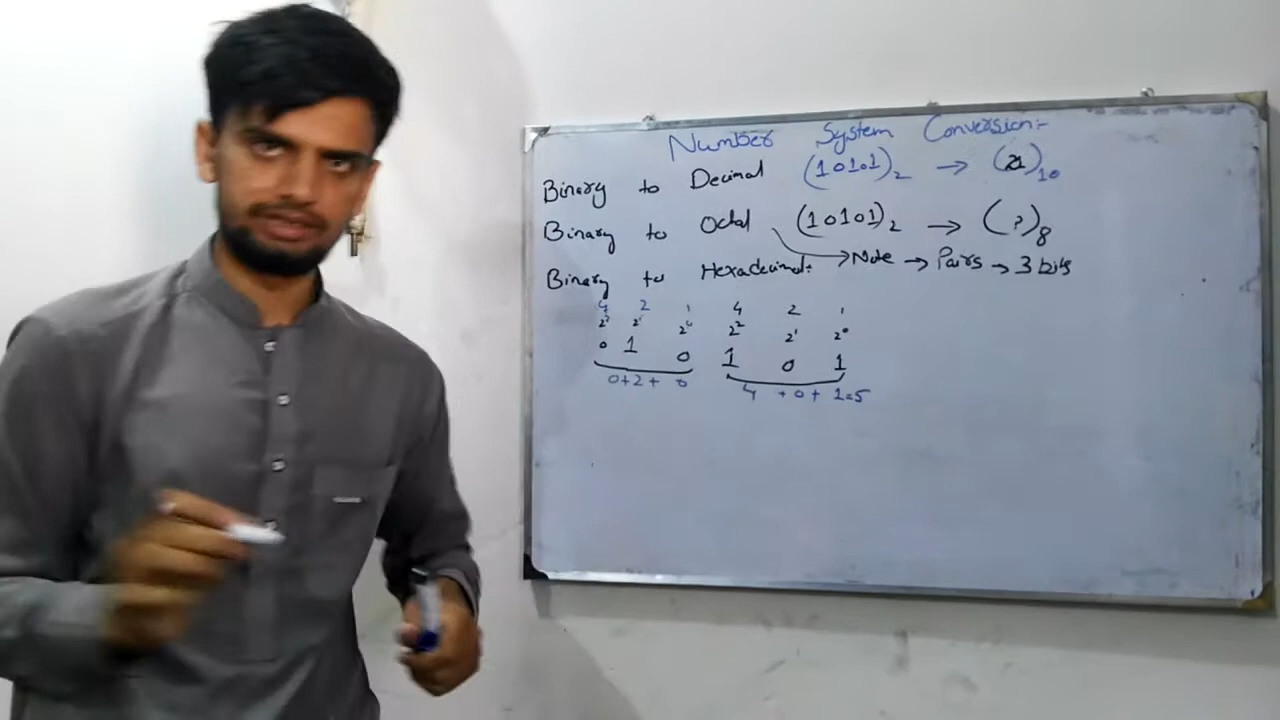 Number System Conversion:-
Binary to Decimal (10101)₂ → (21)₁₀
Binary to Octal (10101)₂ → (?)₈
→ Note → Pairs → 3 bits
Binary to Hexadecimal:
4 2 1 4 2 1
2² 2¹ 2⁰ 2² 2¹ 2⁰
0 1 0 1 0 1
0+2+0 4+0+1=5